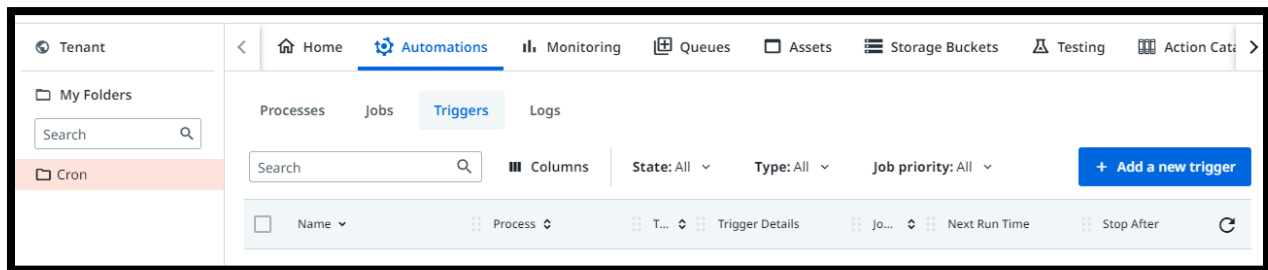 Tenant
Home Automations Monitoring Queues Assets Storage Buckets Testing Action Cata
My Folders
Search
Cron
Processes Jobs Triggers Logs
Search Columns State: All Type: All Job priority: All + Add a new trigger
Name Process T... Trigger Details Jo... Next Run Time Stop After